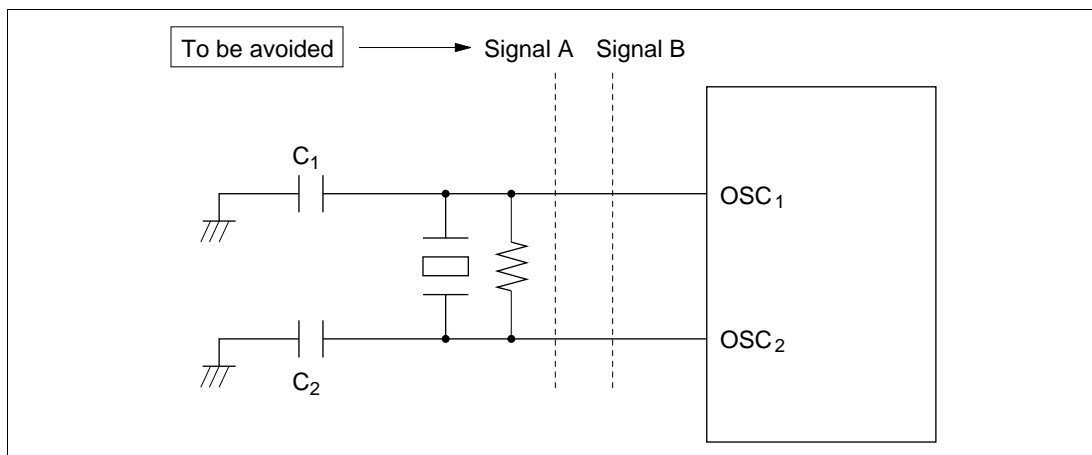 To be avoided Signal A Signal B
C1
OSC1
OSC2
C2